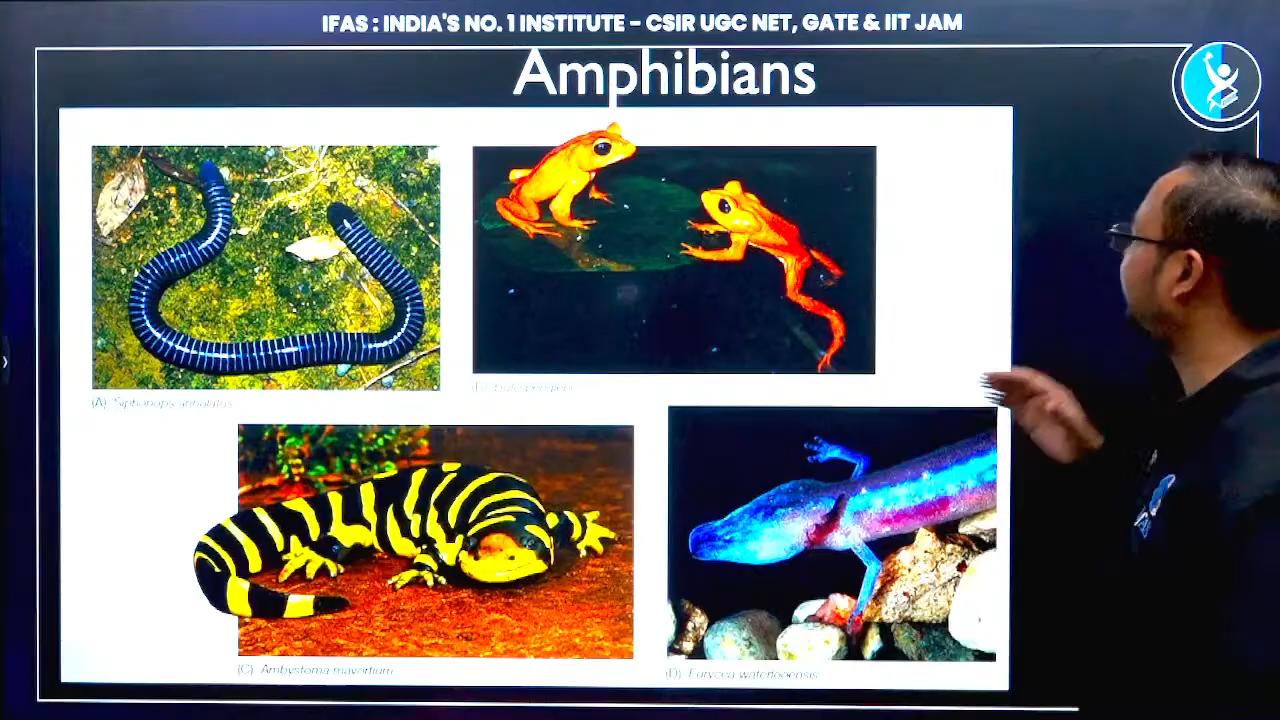 IFAS : INDIA'S NO. 1 INSTITUTE – CSIR UGC NET, GATE & IIT JAM
Amphibians
(A) Siphonops annulatus
(C) Ambystoma mavortium
(D) Eurycea waterlooensis